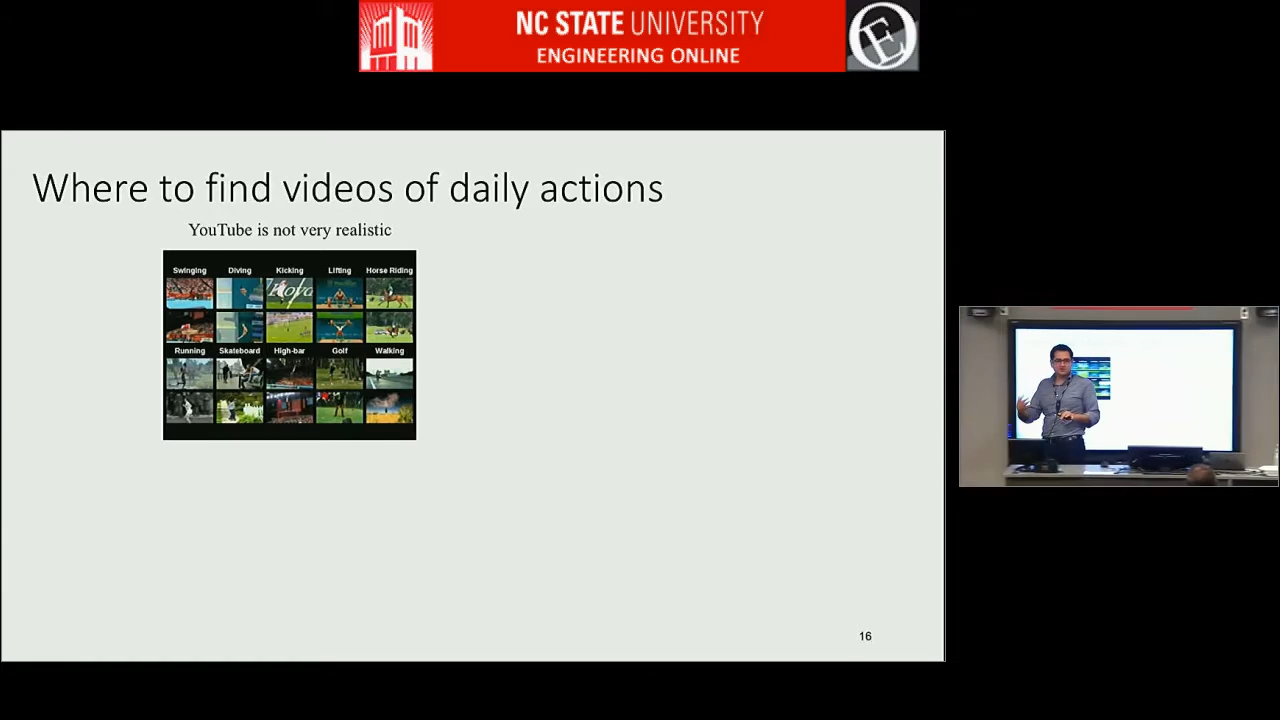 NC STATE UNIVERSITY
ENGINEERING ONLINE
Where to find videos of daily actions
YouTube is not very realistic
Swinging Diving Kicking Lifting Horse Riding
Running Skateboard High-bar Golf Walking
16